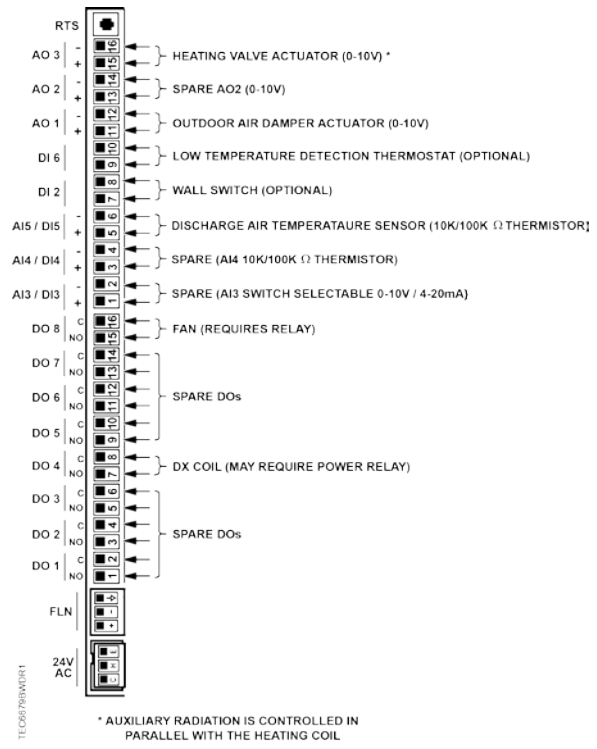 RTS
AO 3 - 16 HEATING VALVE ACTUATOR (0-10V) *
+ 15
AO 2 - 14 SPARE AO2 (0-10V)
+ 13
AO 1 - 12 OUTDOOR AIR DAMPER ACTUATOR (0-10V)
+ 11
DI 6 10 LOW TEMPERATURE DETECTION THERMOSTAT (OPTIONAL)
9
DI 2 8 WALL SWITCH (OPTIONAL)
7
AI5 / DI5 - 6 DISCHARGE AIR TEMPERATAURE SENSOR (10K/100K Ω THERMISTOR)
+ 5
AI4 / DI4 - 4 SPARE (AI4 10K/100K Ω THERMISTOR)
+ 3
AI3 / DI3 - 2 SPARE (AI3 SWITCH SELECTABLE 0-10V / 4-20mA}
+ 1
DO 8 C 16 FAN (REQUIRES RELAY)
NO 15
DO 7 C 14
NO 13
DO 6 C 12 SPARE DOs
NO 11
DO 5 C 10
NO 9
DO 4 C 8 DX COIL (MAY REQUIRE POWER RELAY)
NO 7
DO 3 C 6
NO 5
DO 2 C 4 SPARE DOs
NO 3
DO 1 C 2
NO 1
FLN
-
+
24V
AC
E
H
C
TEC6679BWDR1
* AUXILIARY RADIATION IS CONTROLLED IN
PARALLEL WITH THE HEATING COIL